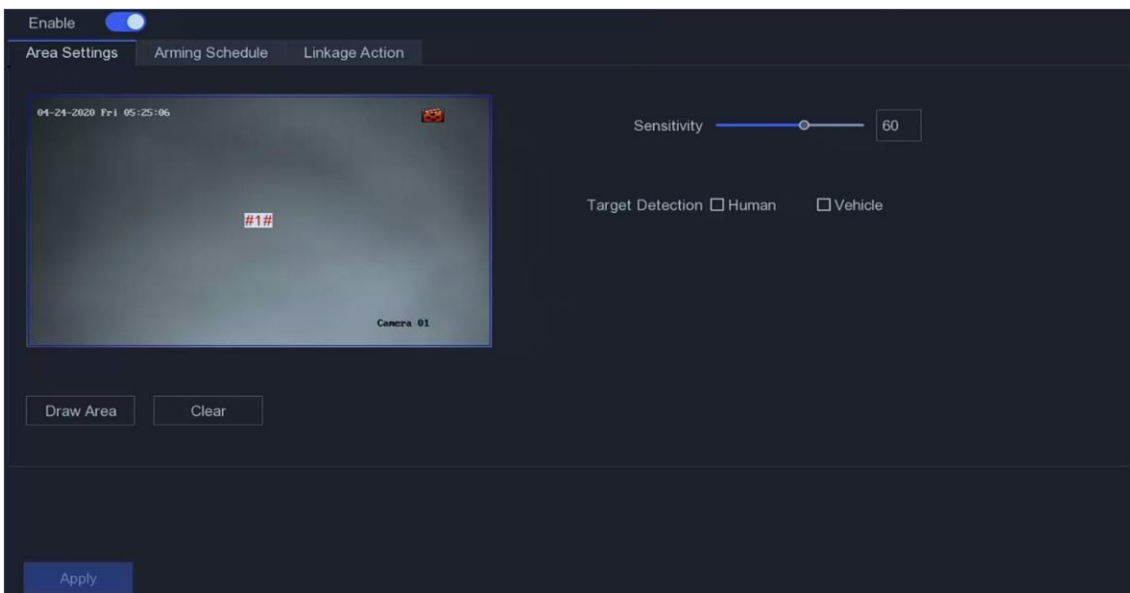 Enable
Area Settings Arming Schedule Linkage Action
04-24-2020 Fri 05:25:06
Sensitivity 60
Target Detection Human Vehicle
#1#
Camera 01
Draw Area Clear
Apply